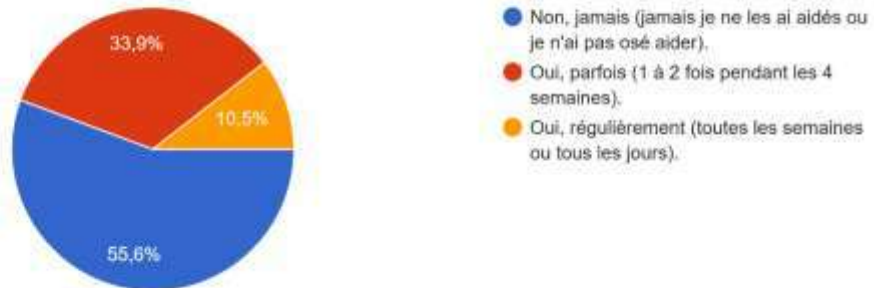 33,9%
10,5%
55,6%
Non, jamais (jamais je ne les ai aidés ou
je n'ai pas osé aider).
Oui, parfois (1 à 2 fois pendant les 4
semaines).
Oui, régulièrement (toutes les semaines
ou tous les jours).